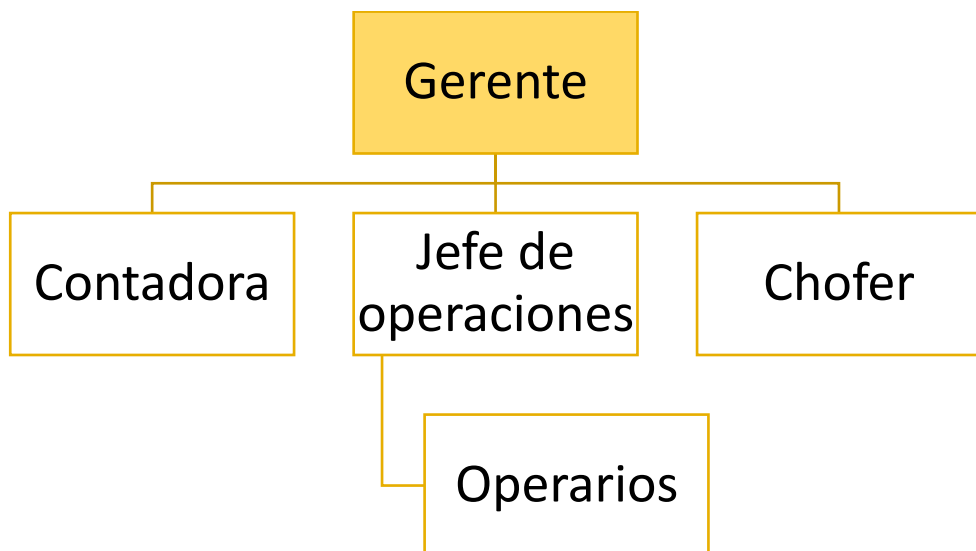 Gerente
Contadora
Jefe de
operaciones
Chofer
Operarios